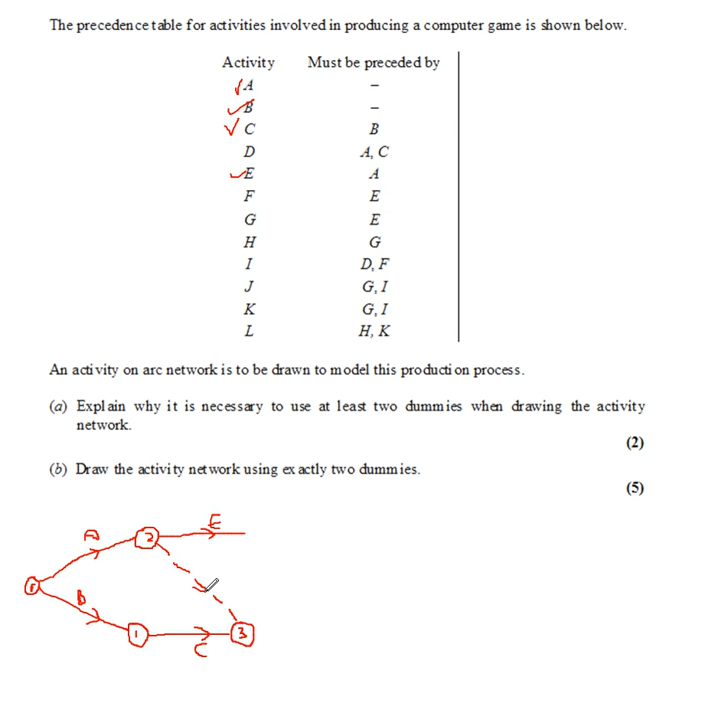 The precedence table for activities involved in producing a computer game is shown below.
Activity Must be preceded by
A –
B –
C B
D A, C
E A
F E
G E
H G
I D, F
J G, I
K G, I
L H, K
An activity on arc network is to be drawn to model this production process.
(a) Explain why it is necessary to use at least two dummies when drawing the activity
network.
(2)
(b) Draw the activity network using exactly two dummies.
(5)
E
A 2
0
B
1 3
C